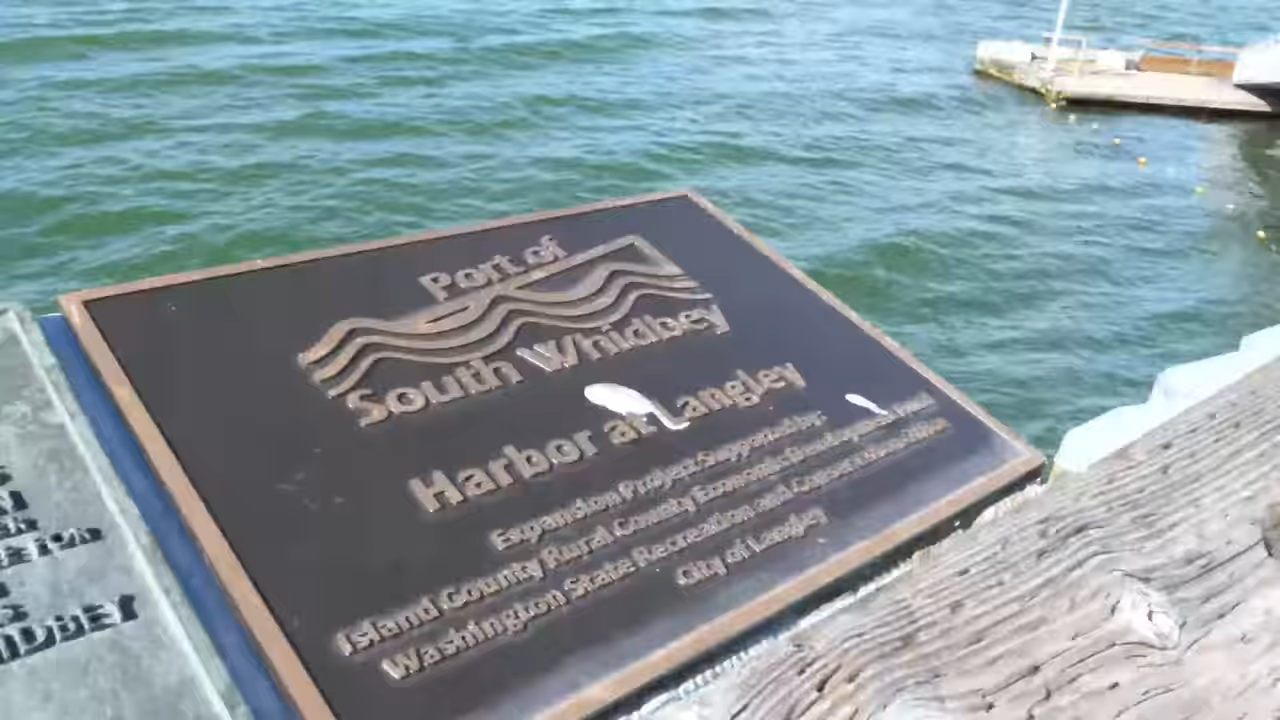 Port of
South Whidbey
Harbor at Langley
Expansion Project Supported by:
Island County Rural County Economic Development Fund
Washington State Recreation and Conservation Office
City of Langley
HIDBEY